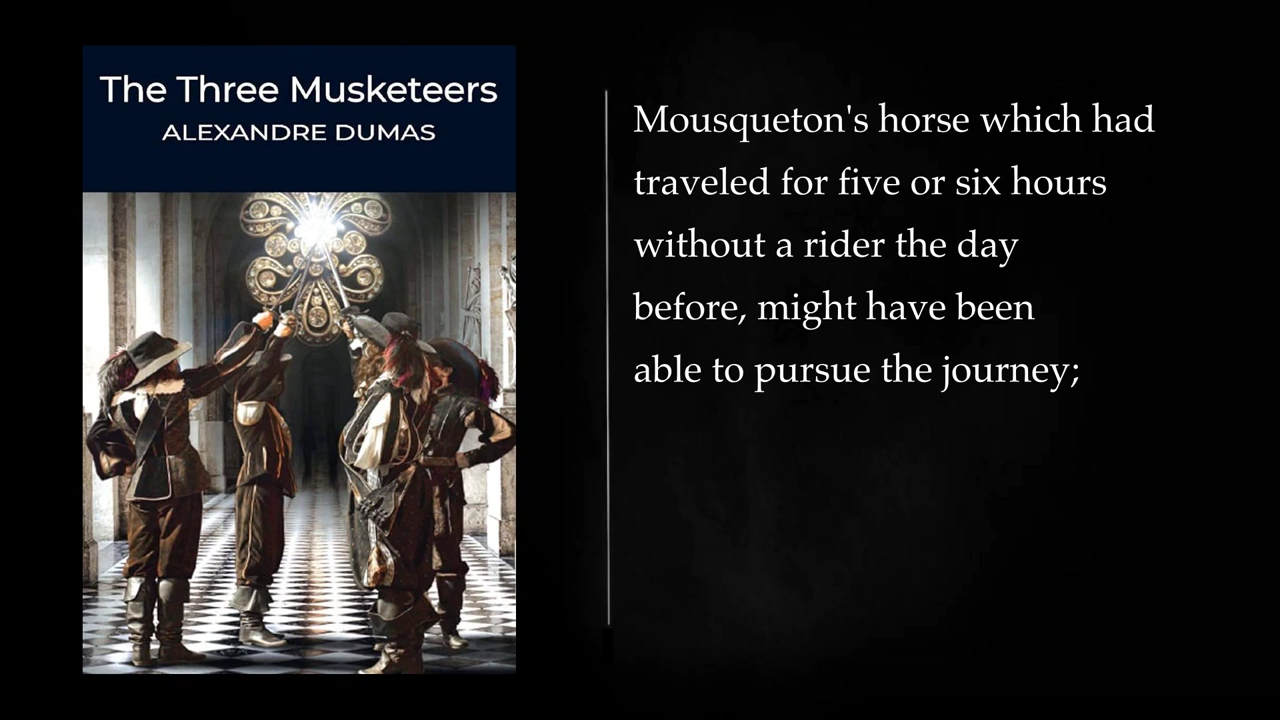 The Three Musketeers
ALEXANDRE DUMAS
Mousqueton's horse which had
traveled for five or six hours
without a rider the day
before, might have been
able to pursue the journey;